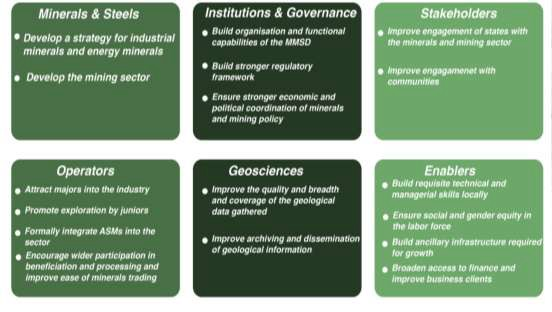 Minerals & Steels
Develop a strategy for industrial
minerals and energy minerals
Develop the mining sector
Institutions & Governance
Build organisation and functional
capabilities of the MMSD
Build stronger regulatory
framework
Ensure stronger economic and
political coordination of minerals
and mining policy
Stakeholders
Improve engagement of states with
the minerals and mining sector
Improve engagamenet with
communities
Operators
Attract majors into the industry
Promote exploration by juniors
Formally integrate ASMs into the
sector
Encourage wider participation in
beneficiation and processing and
improve ease of minerals trading
Geosciences
Improve the quality and breadth
and coverage of the geological
data gathered
Improve archiving and dissemination
of geological information
Enablers
Build requisite technical and
managerial skills locally
Ensure social and gender equity in
the labor force
Build ancillary infrastructure required
for growth
Broaden access to finance and
improve business clients